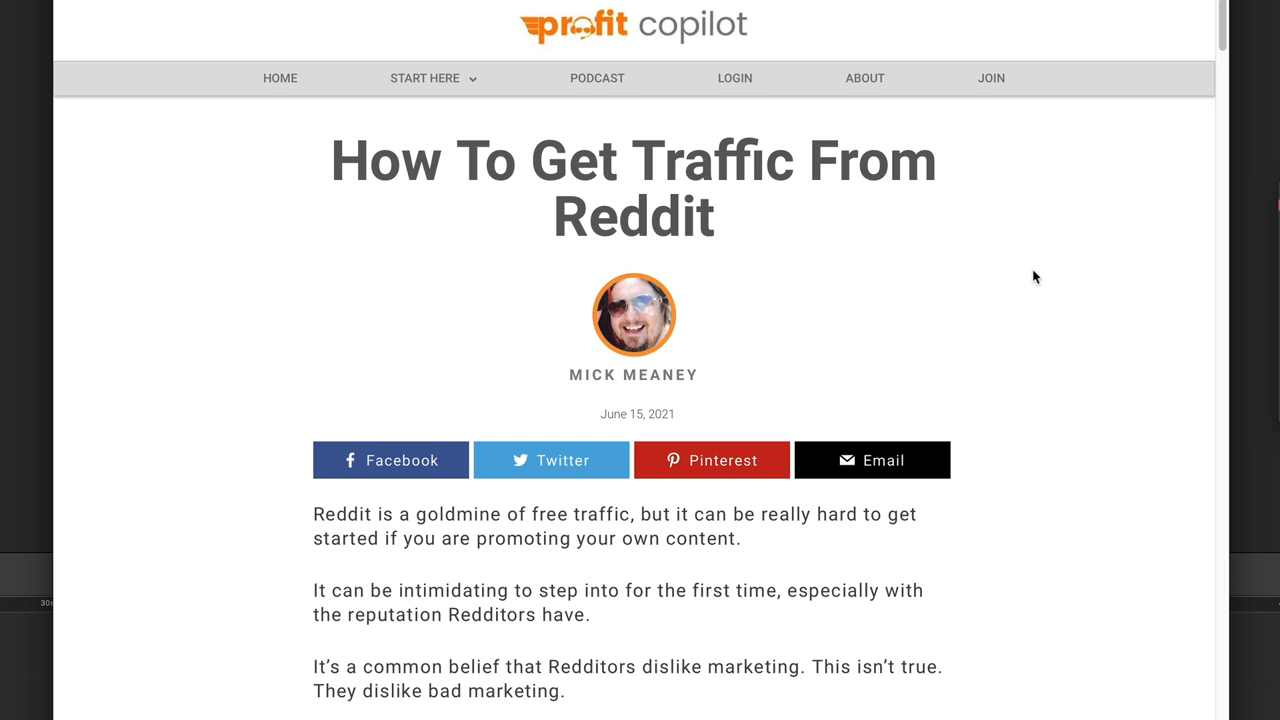 profit copilot
HOME START HERE PODCAST LOGIN ABOUT JOIN
How To Get Traffic From
Reddit
MICK MEANEY
June 15, 2021
Facebook Twitter Pinterest Email
Reddit is a goldmine of free traffic, but it can be really hard to get
started if you are promoting your own content.
It can be intimidating to step into for the first time, especially with
the reputation Redditors have.
It’s a common belief that Redditors dislike marketing. This isn’t true.
They dislike bad marketing.